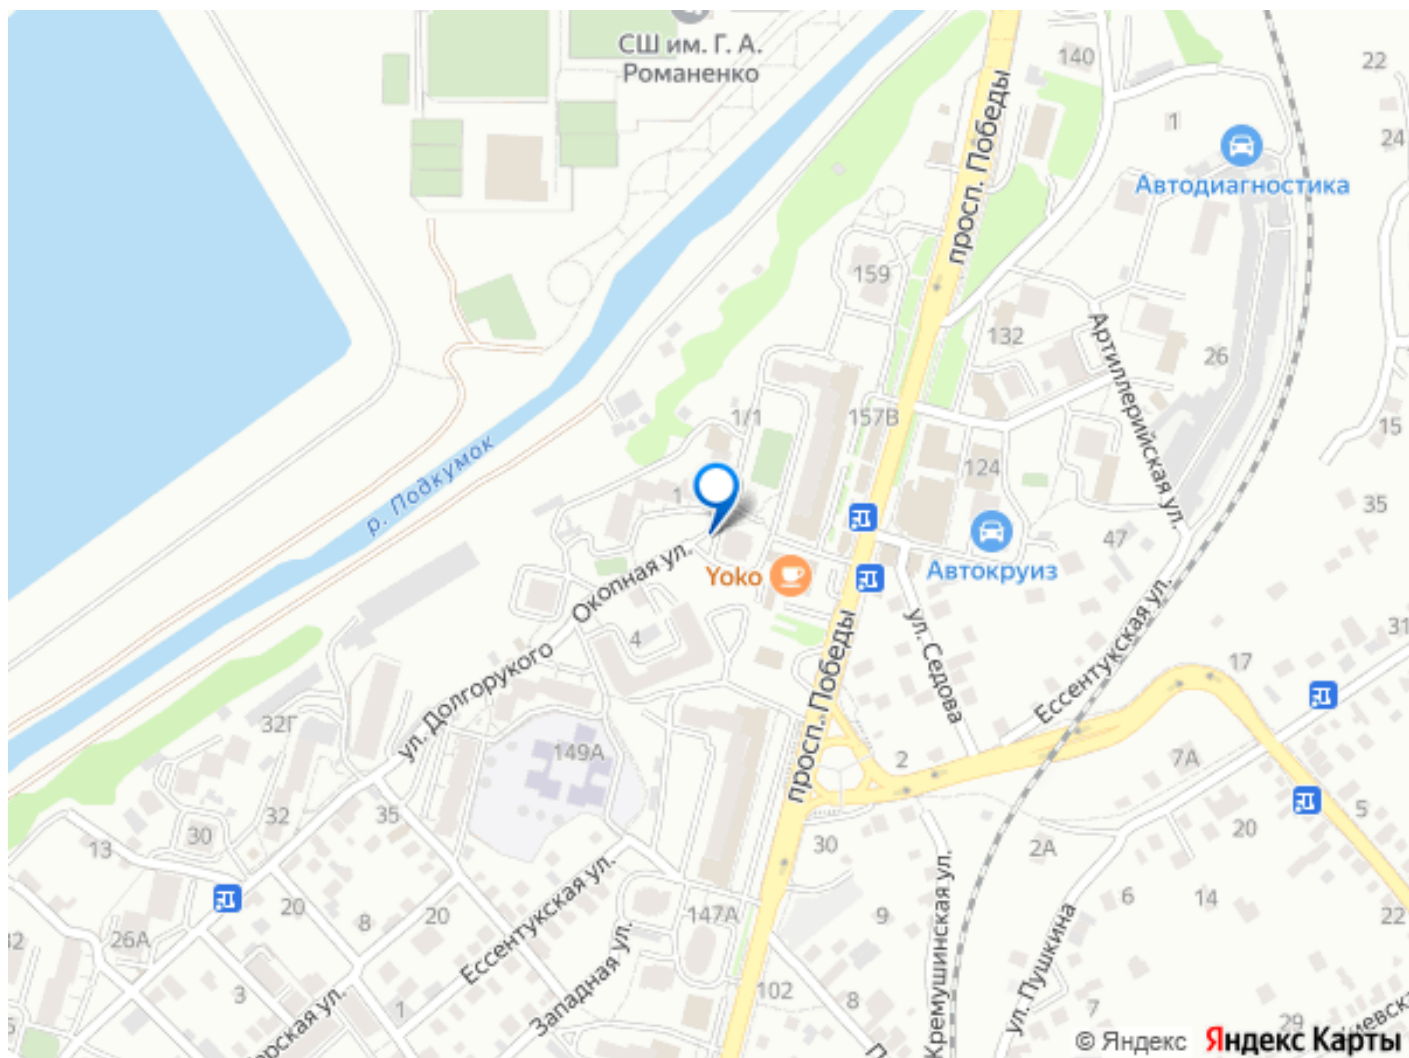 СШ им. Г. А.
Романенко
140
22
1
24
Автодиагностика
просп. Победы
159
132
Артиллерийская ул.
26
1/1
157В
15
р. Подкумок
124
1
35
47
Yoko
Автокруиз
Окопная ул.
4
ул. Седова
Ессентукская ул.
31
17
ул. Долгорукого
просп. Победы
32Г
149А
2
7А
5
32
35
30
30
20
2А
13
Ессентукская ул.
6
14
20
8
20
147А
9
22
26А
Западная ул.
Кремушинская ул.
ул. Пушкина
3
1
102
8
7
29
© Яндекс
Яндекс Карты